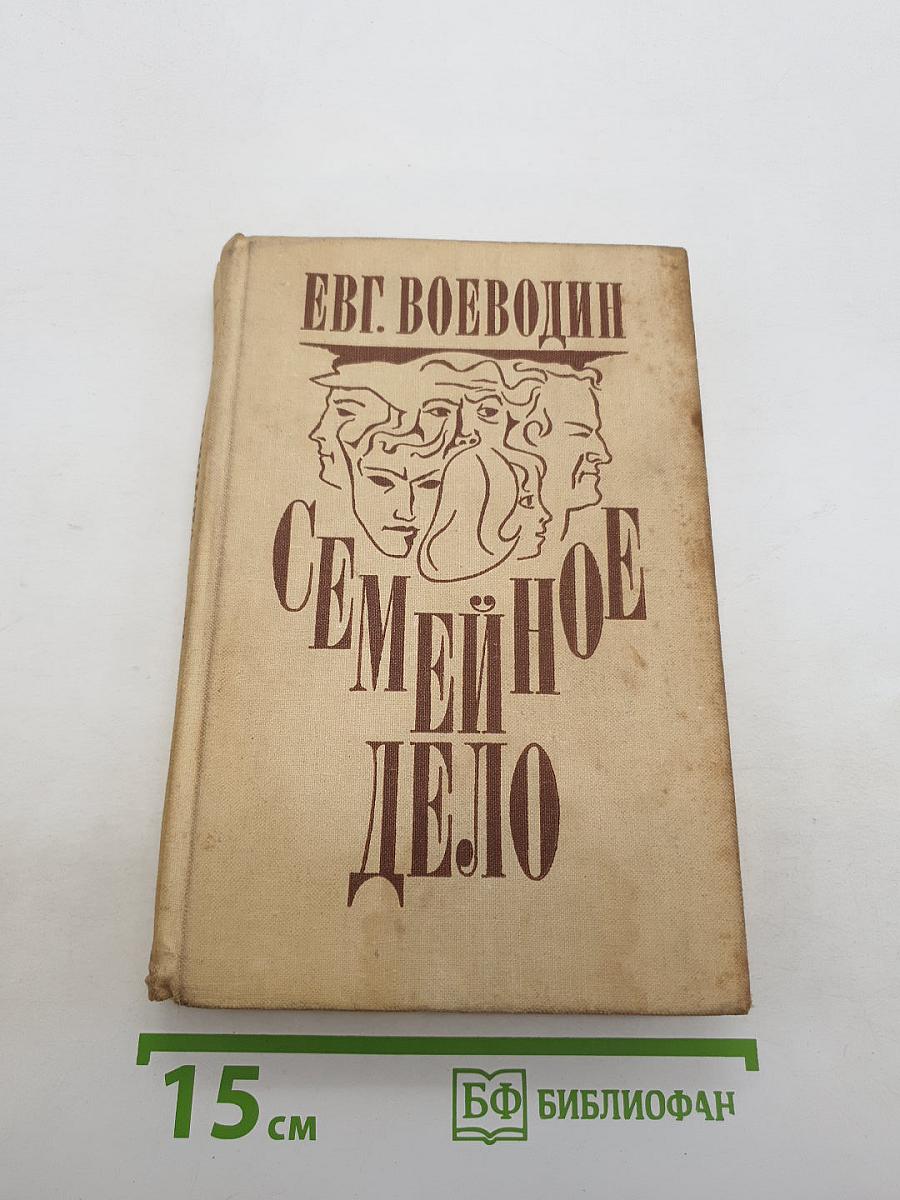 ЕВГ. ВОЕВОДИН
СЕМЕЙНОЕ
ДЕЛО
15 см
БФ БИБЛИОФАН